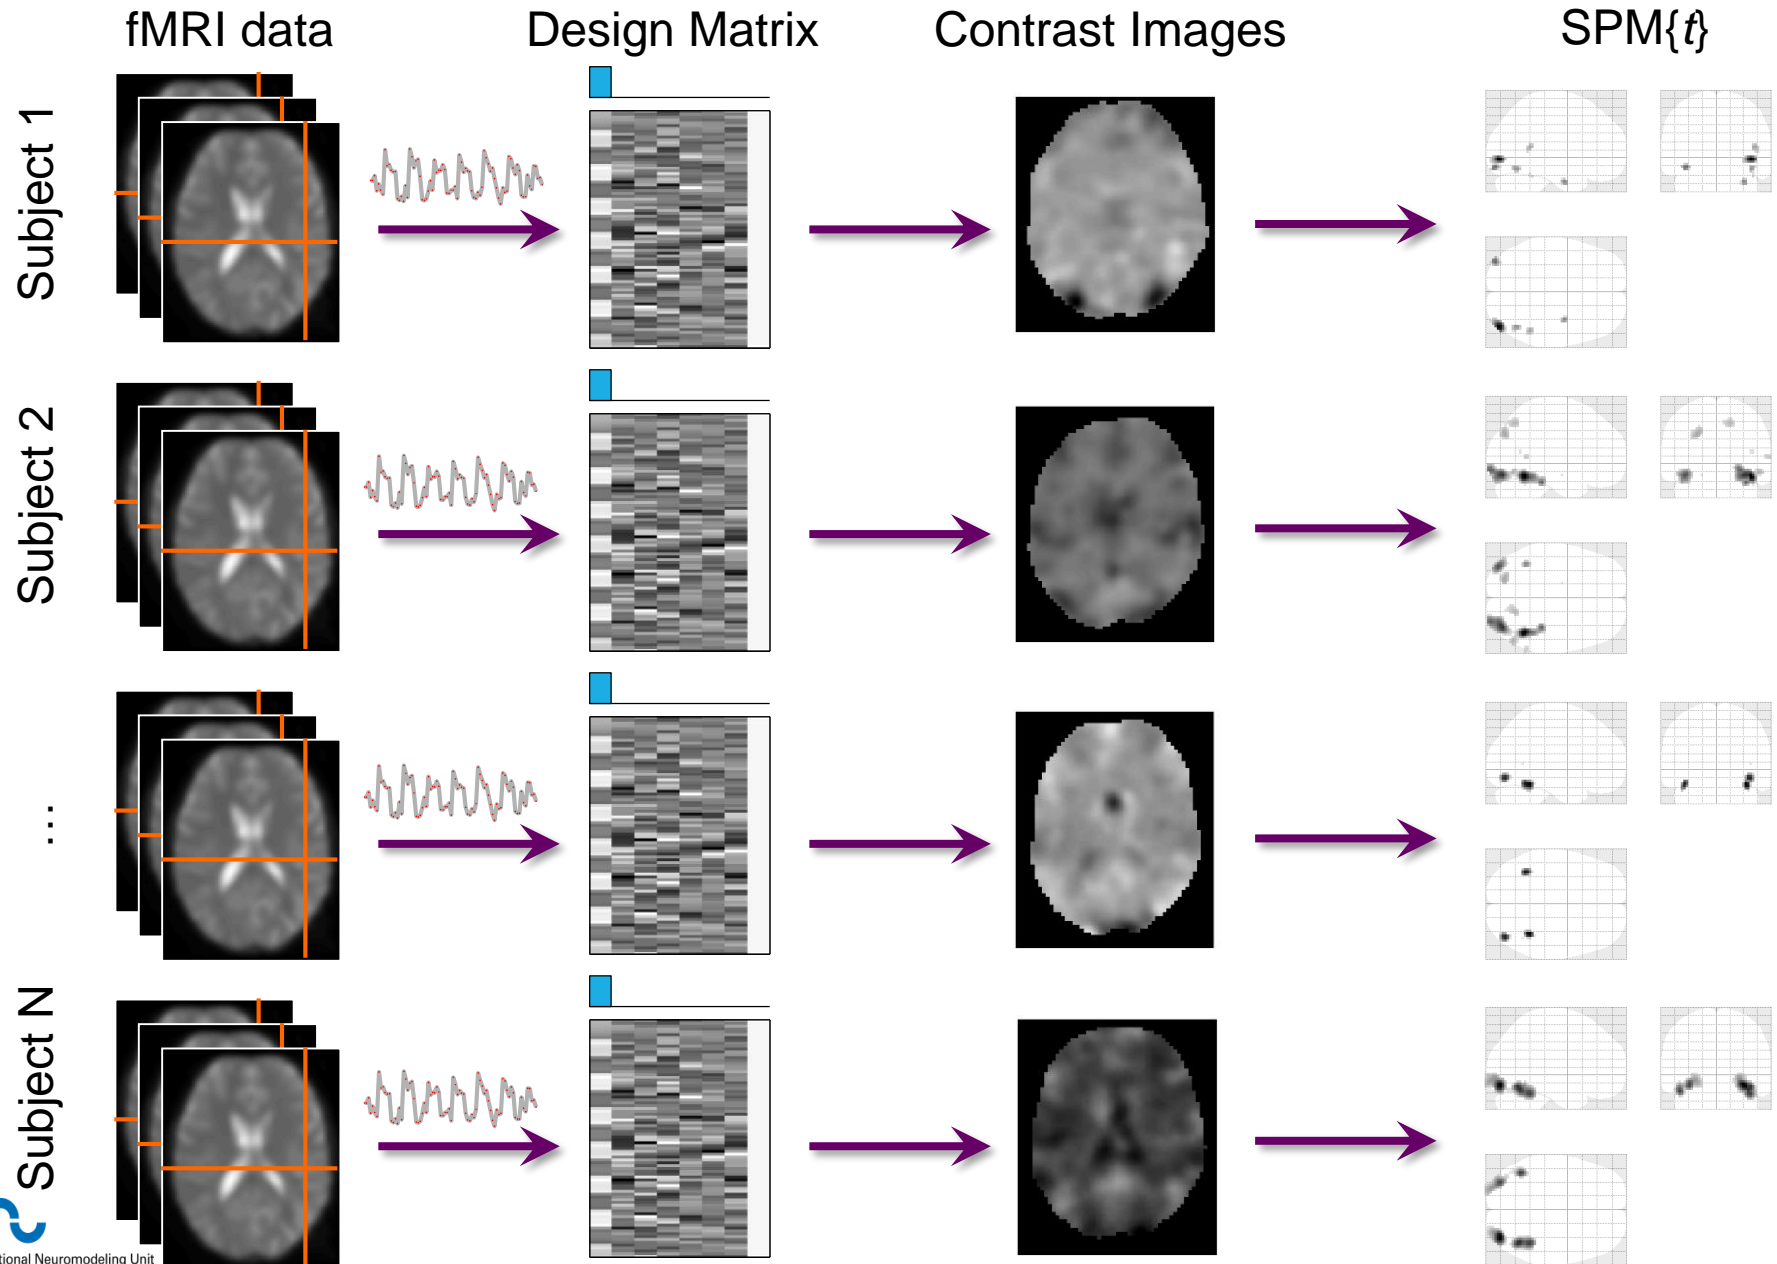 fMRI data
Design Matrix
Contrast Images
SPM{t}
Subject 1
Subject 2
...
Subject N
tional Neuromodeling Unit